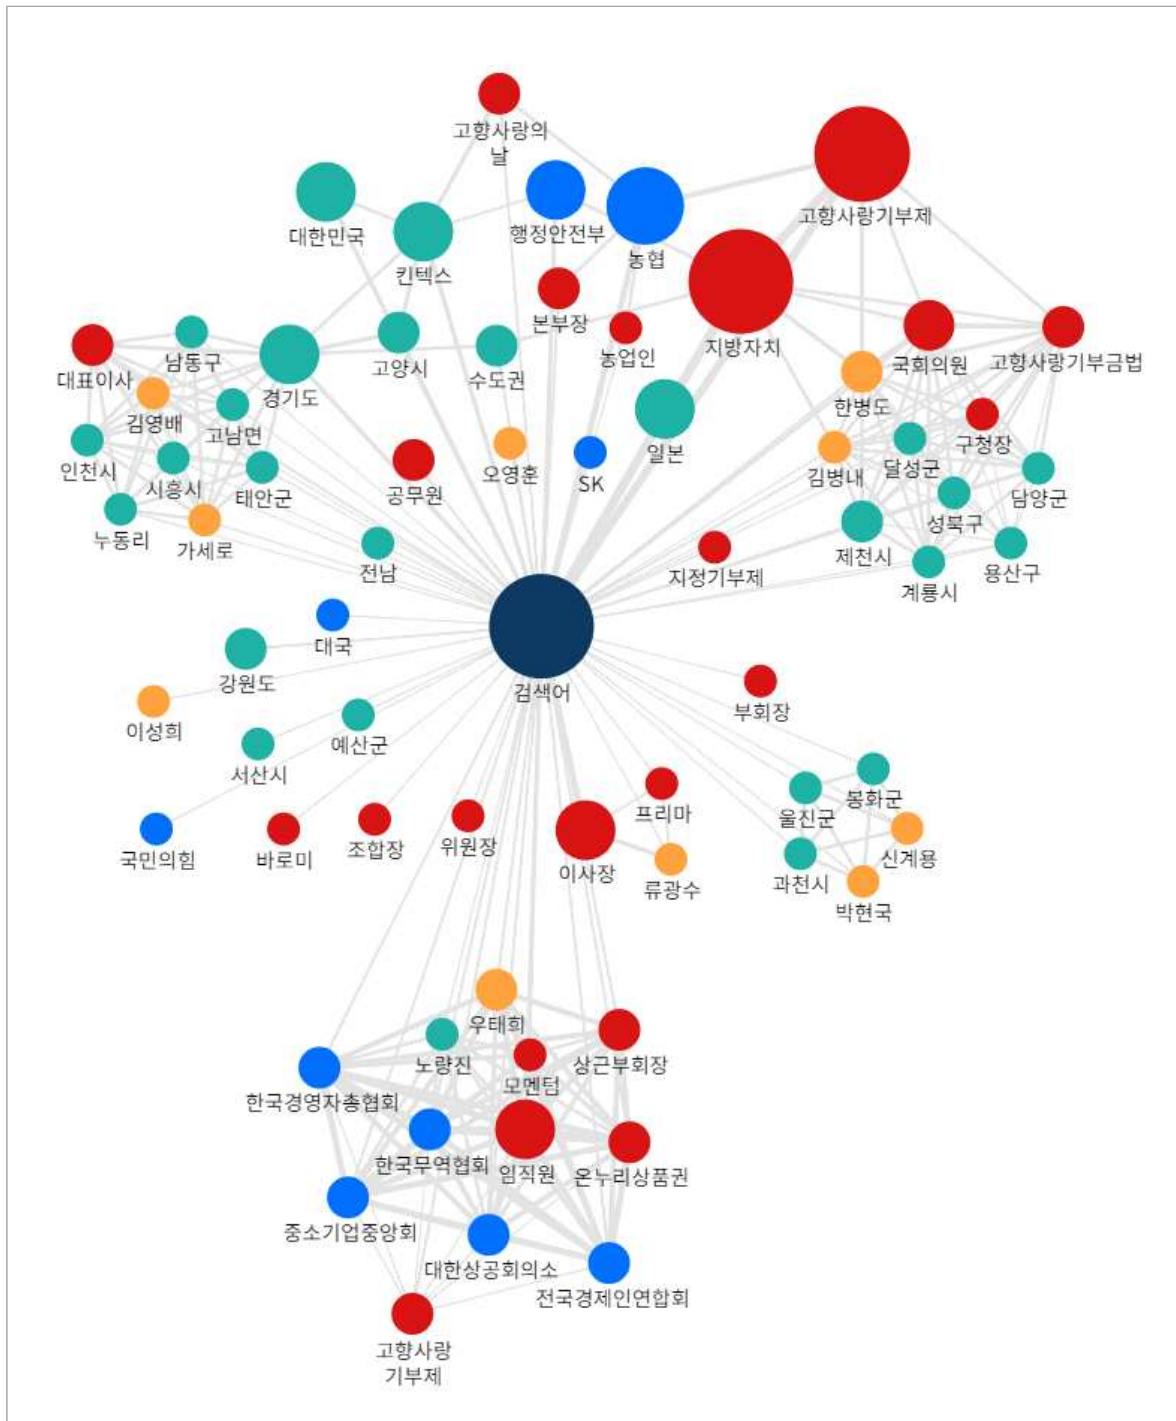 고향사랑의
날
고향사랑기부제
대한민국
행정안전부
농협
킨텍스
본부장
농업인
지방자치
대표이사
남동구
경기도
고양시
수도권
국회의원
고향사랑기부금법
김영배
고남면
한병도
구청장
인천시
시흥시
태안군
공무원
오영훈
SK
일본
김병내
달성군
담양군
누동리
가세로
전남
지정기부제
제천시
성북구
계룡시
용산구
대국
강원도
검색어
이성희
예산군
서산시
부회장
국민의힘
바로미
조합장
위원장
이사장
프리마
류광수
울진군
봉화군
과천시
신계용
박현국
우태희
노량진
모멘텀
상근부회장
한국경영자총협회
한국무역협회
임직원
온누리상품권
중소기업중앙회
대한상공회의소
전국경제인연합회
고향사랑
기부제